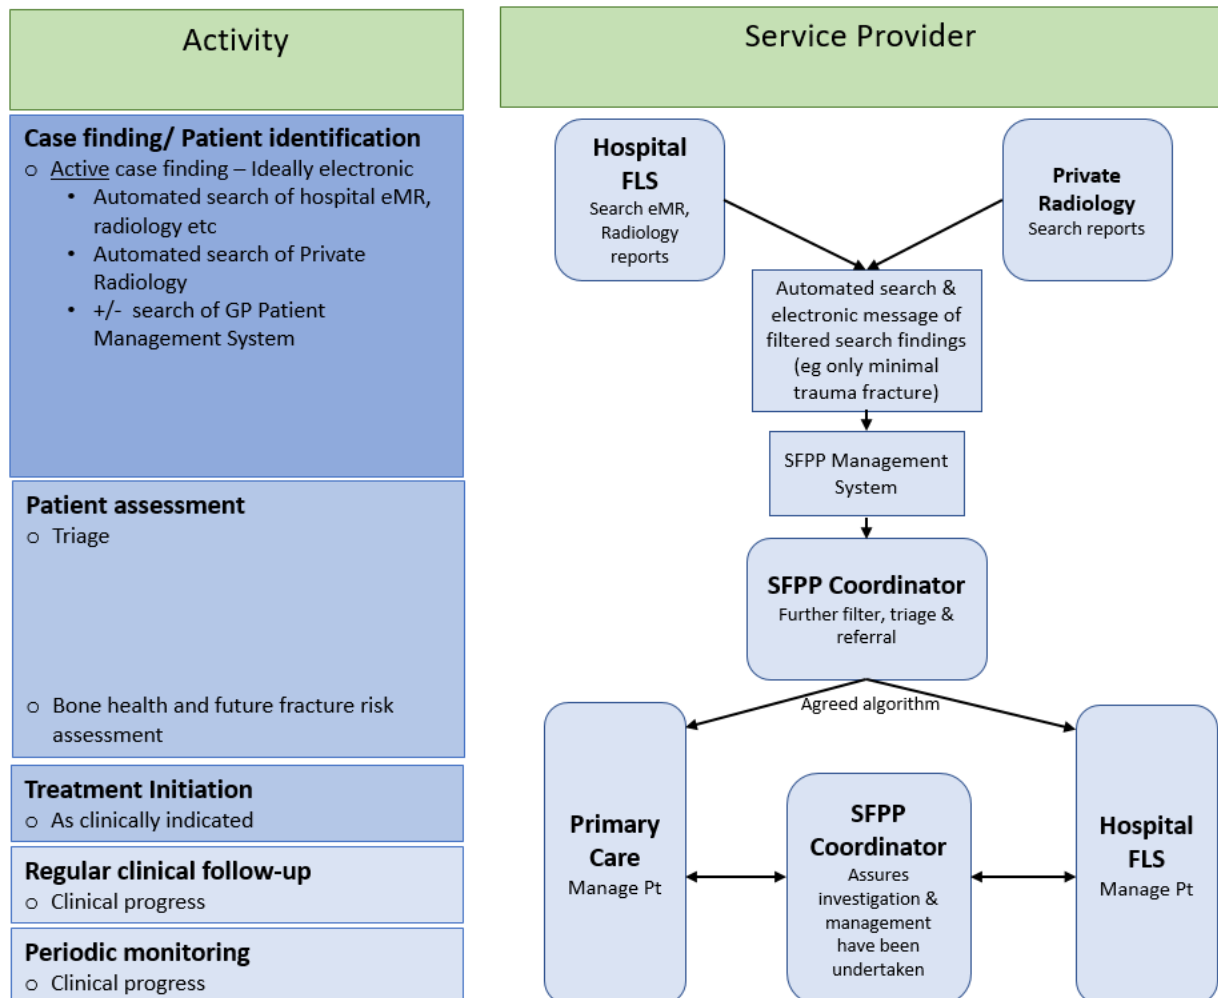 Activity
Service Provider
Case finding/ Patient identification
o Active case finding – Ideally electronic
• Automated search of hospital eMR,
radiology etc
• Automated search of Private
Radiology
• +/- search of GP Patient
Management System
Patient assessment
o Triage
o Bone health and future fracture risk
assessment
Treatment Initiation
o As clinically indicated
Regular clinical follow-up
o Clinical progress
Periodic monitoring
o Clinical progress
Hospital
FLS
Search eMR,
Radiology
reports
Private
Radiology
Search reports
Automated search &
electronic message of
filtered search findings
(eg only minimal
trauma fracture)
SFPP Management
System
SFPP Coordinator
Further filter, triage &
referral
Agreed algorithm
Primary
Care
Manage Pt
SFPP
Coordinator
Assures
investigation &
management
have been
undertaken
Hospital
FLS
Manage Pt